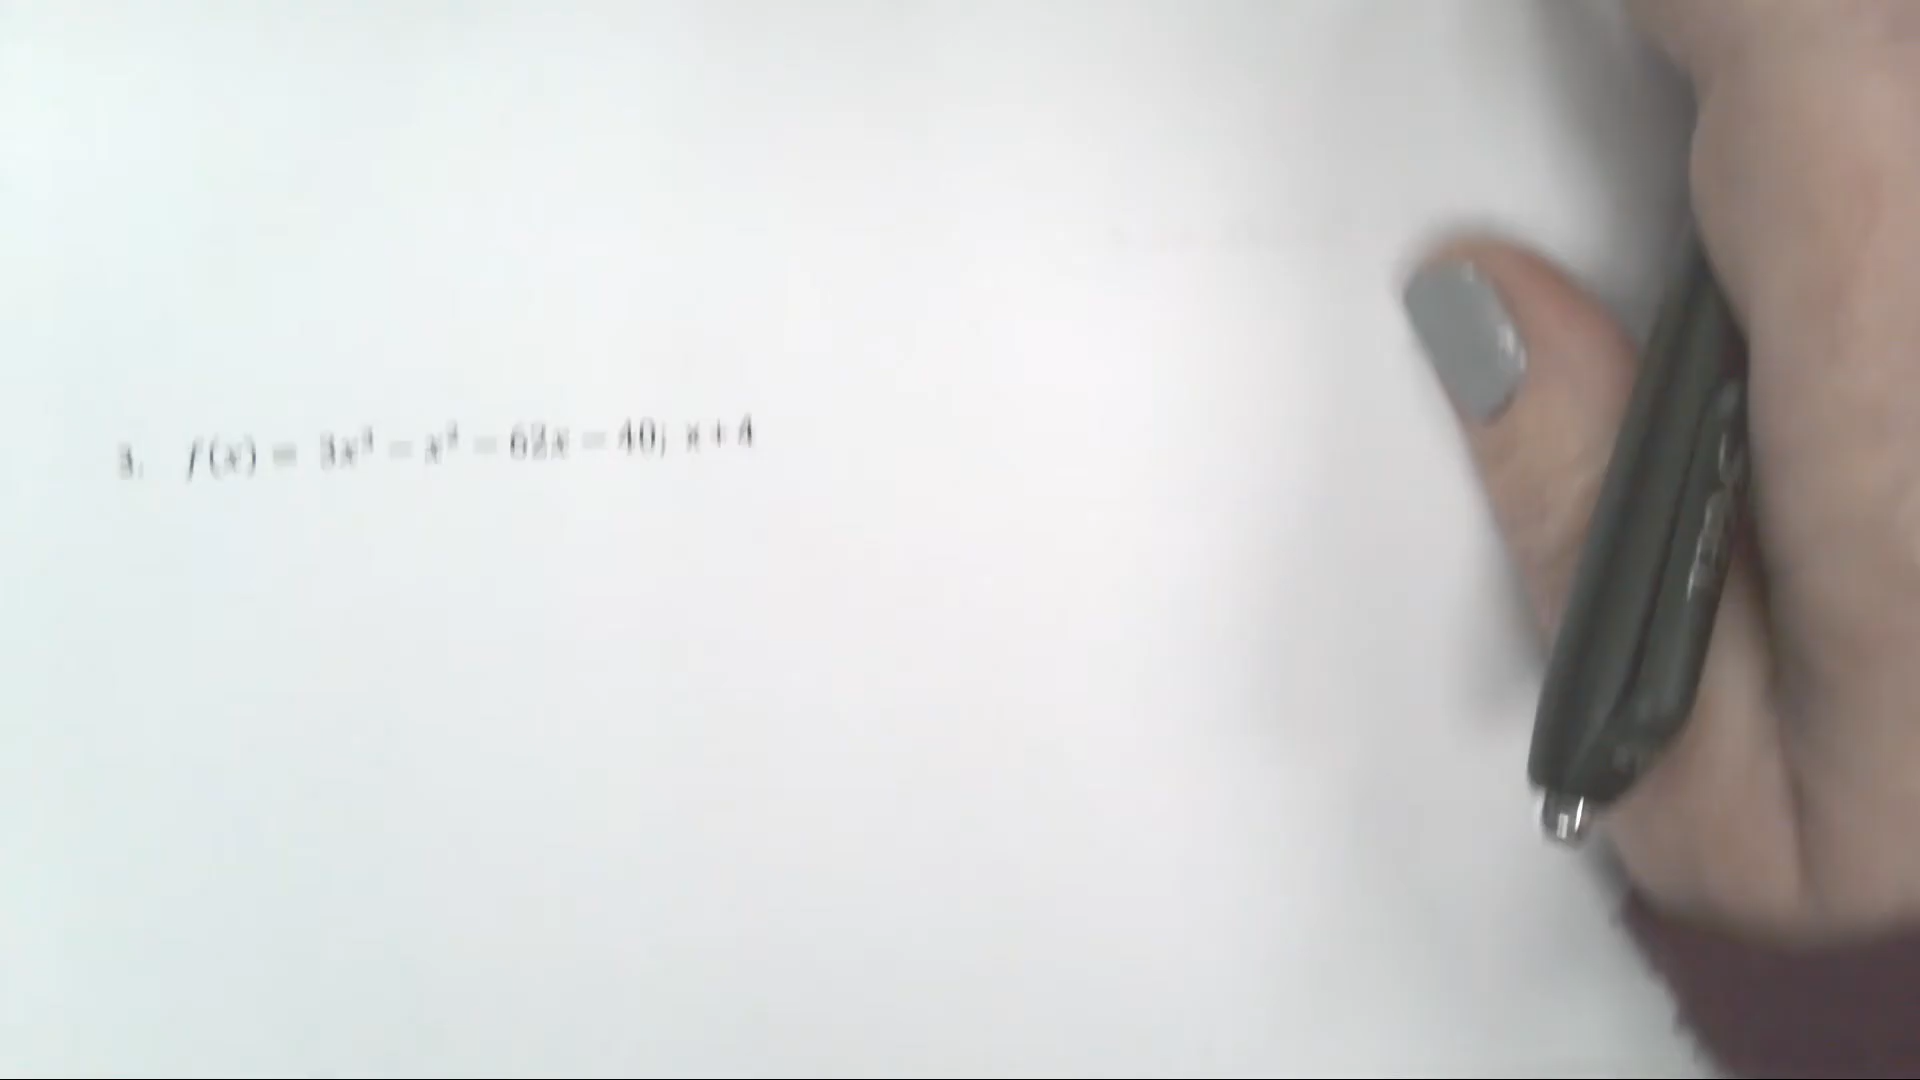 3. f(x) = 3x³ − x² − 62x − 40; x + 4